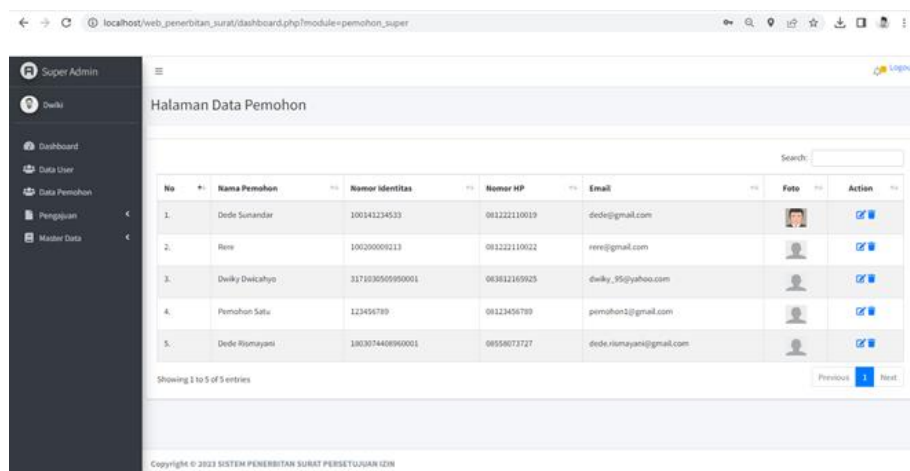 localhost/web_penerbitan_surat/dashboard.php?module=pemohon_super
Super Admin
Logou
Dwiki
Halaman Data Pemohon
Dashboard
Data User
Data Pemohon
Pengajuan
Master Data
Search:
No Nama Pemohon Nomor Identitas Nomor HP Email Foto Action
1. Dede Sunandar 100141234533 081222110019 dede@gmail.com
2. Rere 100200009213 081222110022 rere@gmail.com
3. Dwiky Dwicahyo 3171030505950001 083812165925 dwiky_95@yahoo.com
4. Pemohon Satu 123456789 08123456789 pemohon1@gmail.com
5. Dede Rismayani 1803074408960001 08558073727 dede.rismayani@gmail.com
Showing 1 to 5 of 5 entries
Previous 1 Next
Copyright © 2023 SISTEM PENERBITAN SURAT PERSETUJUAN IZIN